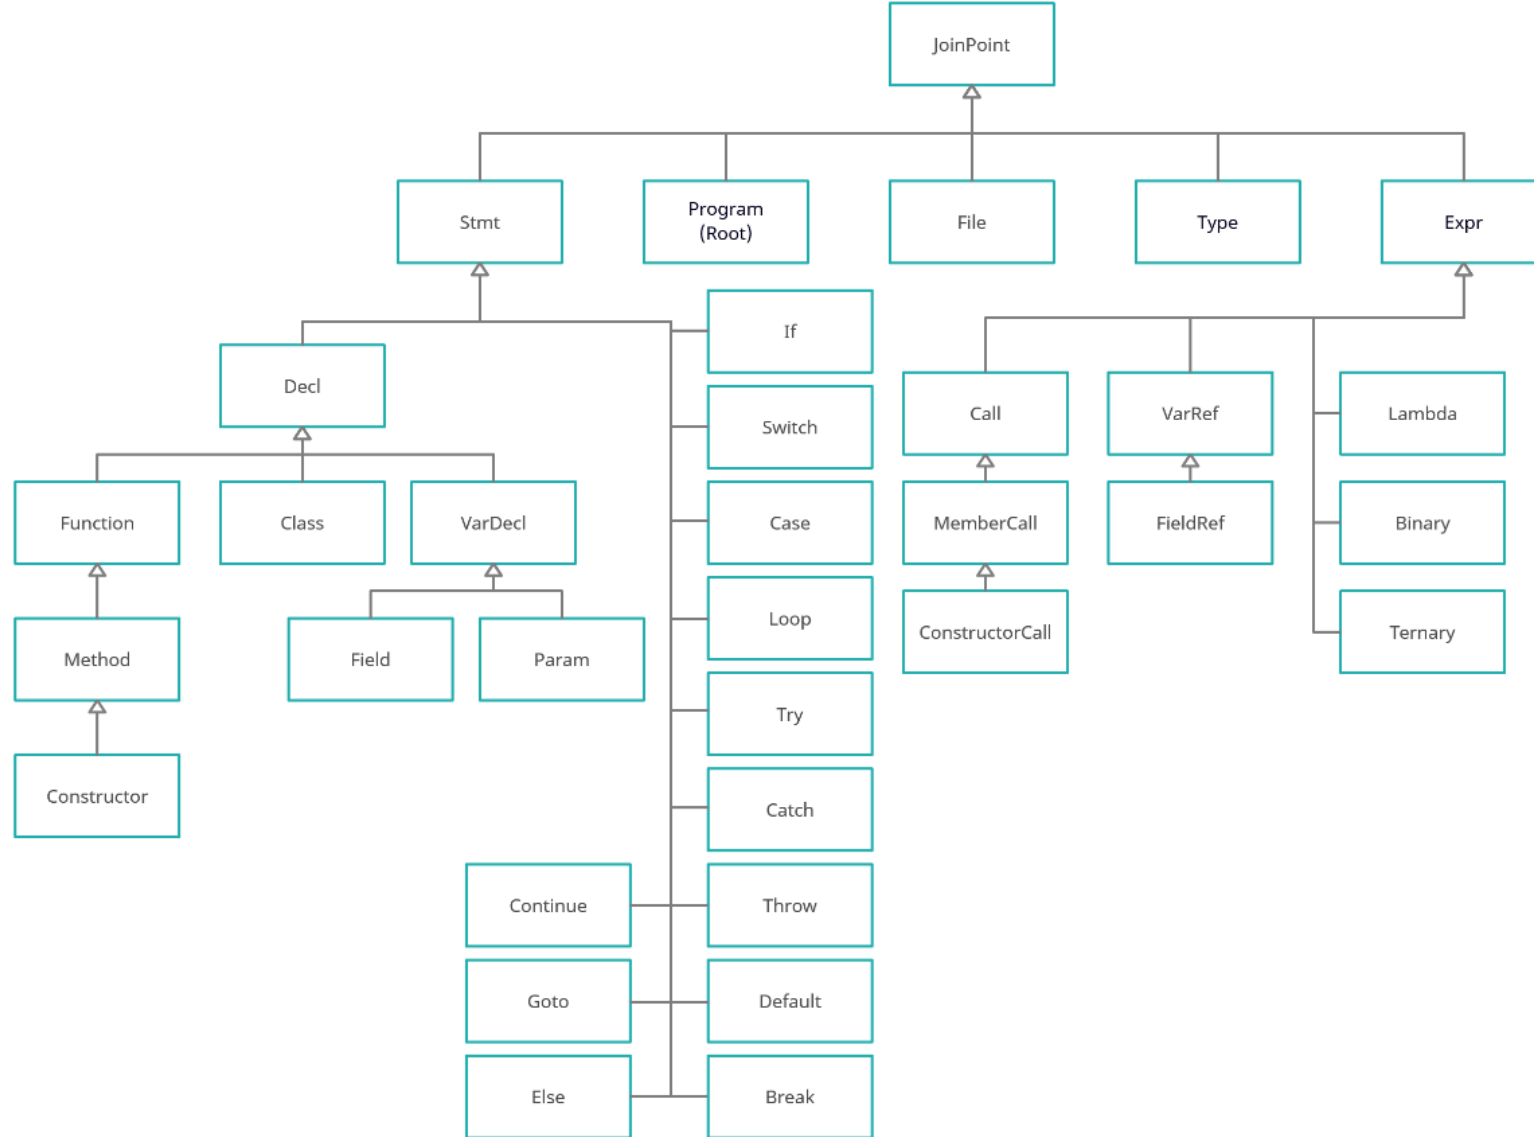 JoinPoint
Stmt
Program
(Root)
File
Type
Expr
If
Decl
Switch
Call
VarRef
Lambda
Function
Class
VarDecl
Case
MemberCall
FieldRef
Binary
Loop
ConstructorCall
Ternary
Method
Field
Param
Try
Constructor
Catch
Continue
Throw
Goto
Default
Else
Break